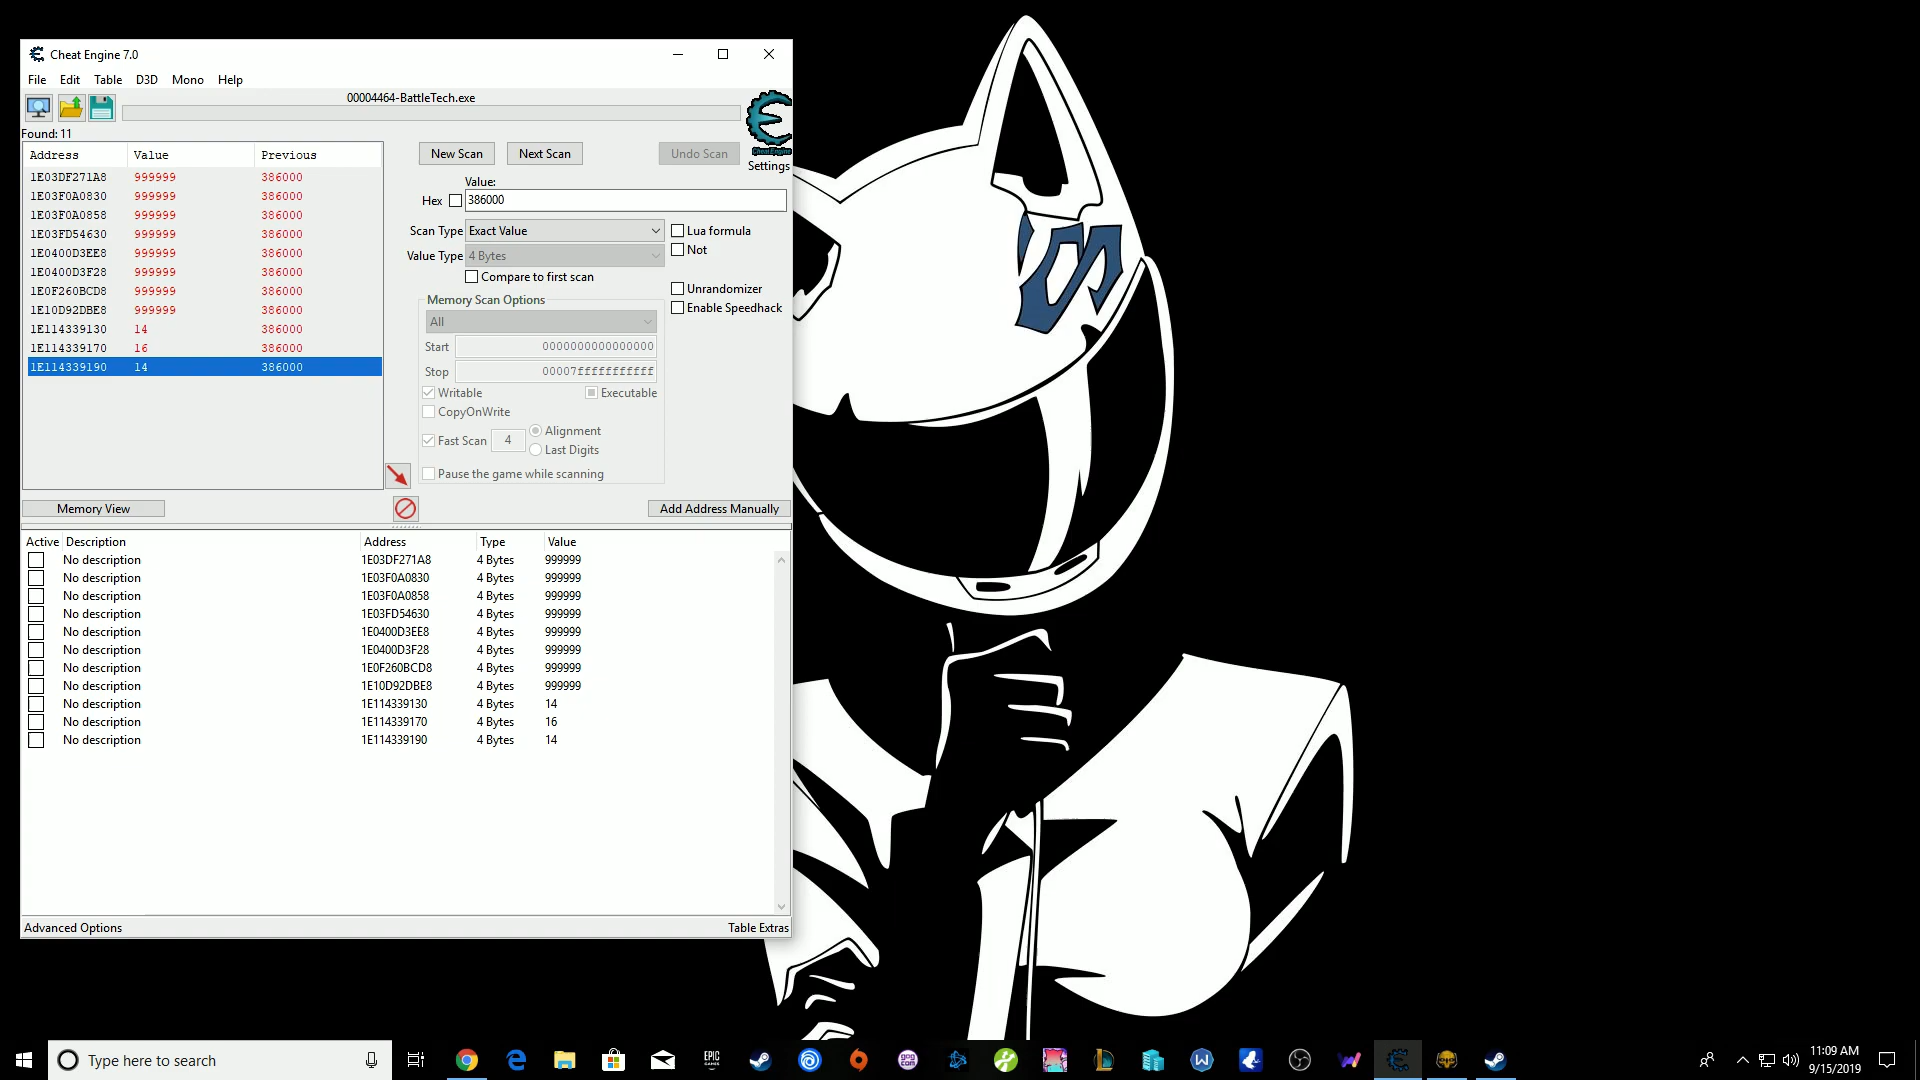 Cheat Engine 7.0
File Edit Table D3D Mono Help
00004464-BattleTech.exe
Found: 11
Cheat Engine
Settings
Address Value Previous
1E03DF271A8 999999 386000
1E03F0A0830 999999 386000
1E03F0A0858 999999 386000
1E03FD54630 999999 386000
1E0400D3EE8 999999 386000
1E0400D3F28 999999 386000
1E0F260BCD8 999999 386000
1E10D92DBE8 999999 386000
1E114339130 14 386000
1E114339170 16 386000
1E114339190 14 386000
New Scan Next Scan Undo Scan
Value:
Hex 386000
Scan Type Exact Value Lua formula
Not
Value Type 4 Bytes
Compare to first scan
Unrandomizer
Enable Speedhack
Memory Scan Options
All
Start 0000000000000000
Stop 00007fffffffffff
Writable Executable
CopyOnWrite
Fast Scan 4 Alignment
Last Digits
Pause the game while scanning
Memory View Add Address Manually
Active Description Address Type Value
No description 1E03DF271A8 4 Bytes 999999
No description 1E03F0A0830 4 Bytes 999999
No description 1E03F0A0858 4 Bytes 999999
No description 1E03FD54630 4 Bytes 999999
No description 1E0400D3EE8 4 Bytes 999999
No description 1E0400D3F28 4 Bytes 999999
No description 1E0F260BCD8 4 Bytes 999999
No description 1E10D92DBE8 4 Bytes 999999
No description 1E114339130 4 Bytes 14
No description 1E114339170 4 Bytes 16
No description 1E114339190 4 Bytes 14
Advanced Options Table Extras
Type here to search
EPIC GAMES
GOG COM
11:09 AM
9/15/2019